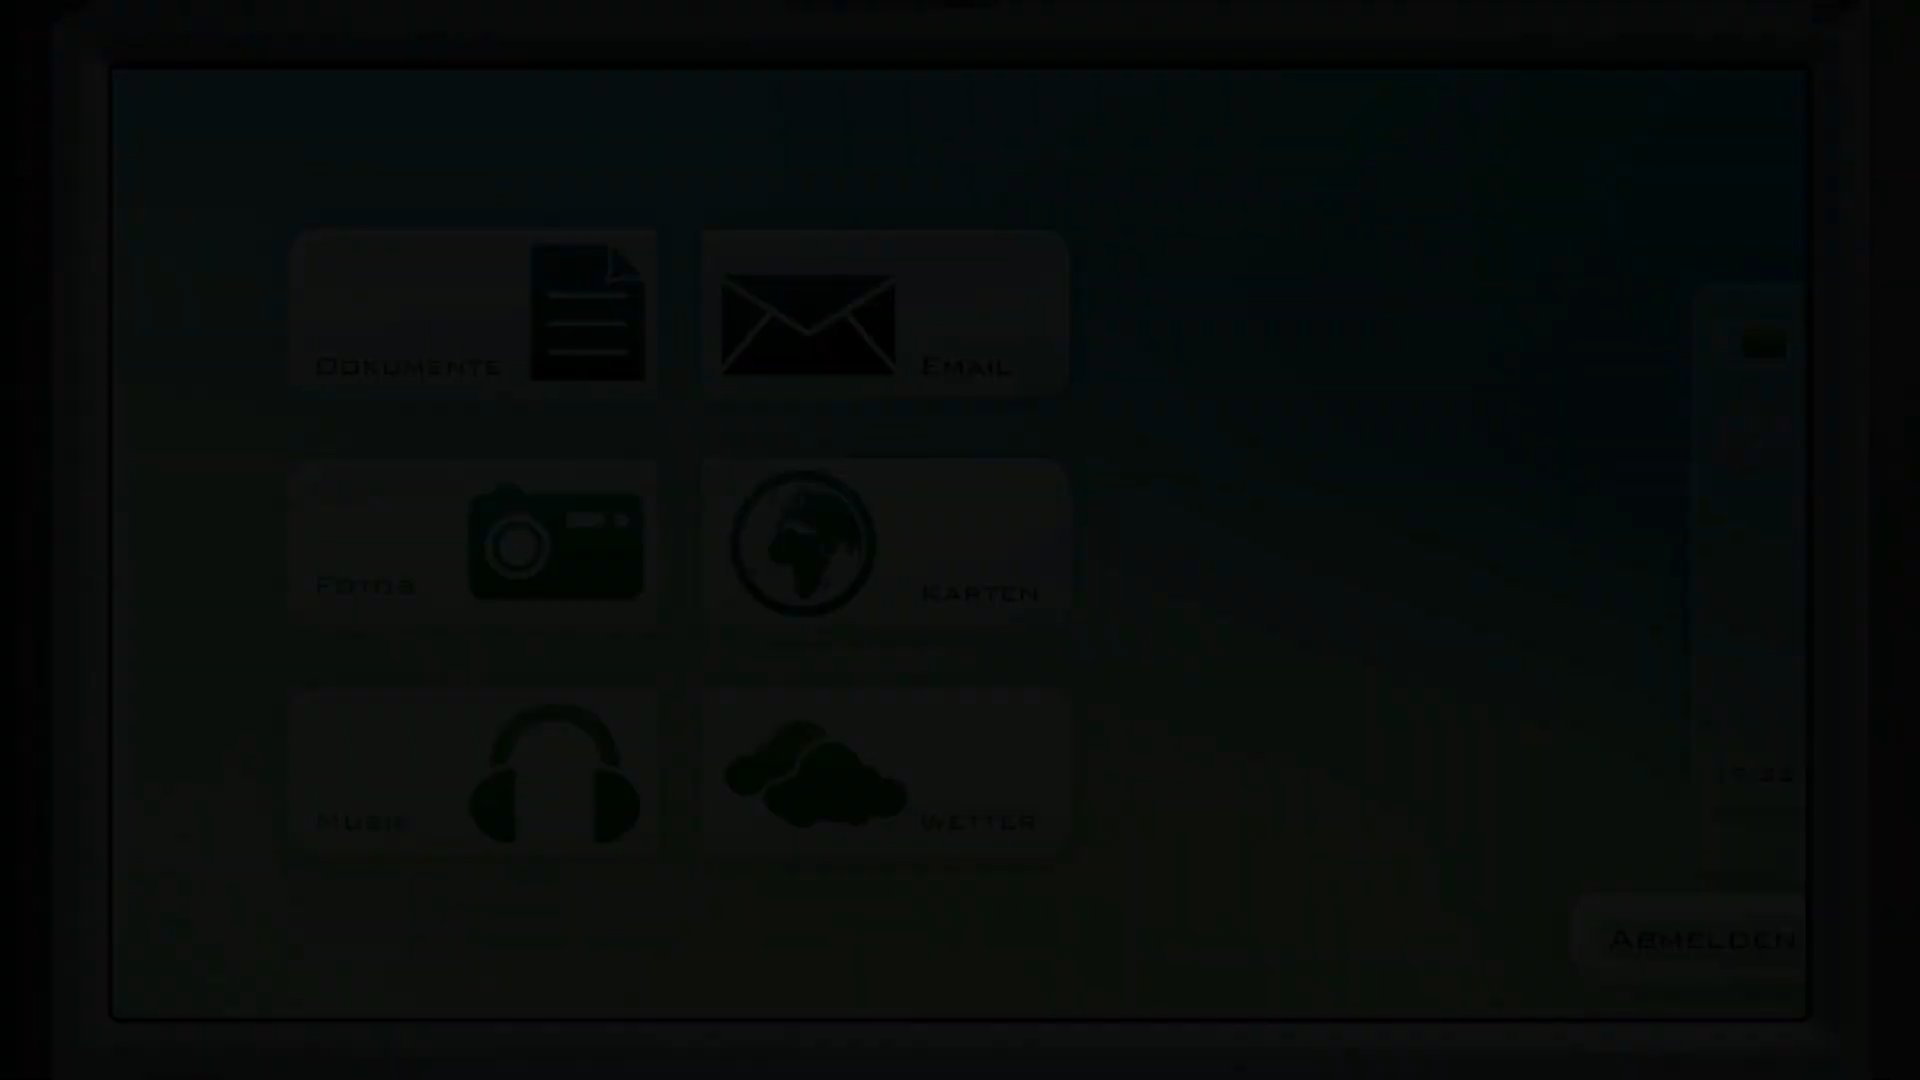 DOKUMENTE
EMAIL
FOTOS
KARTEN
MUSIK
WETTER
ABMELDEN